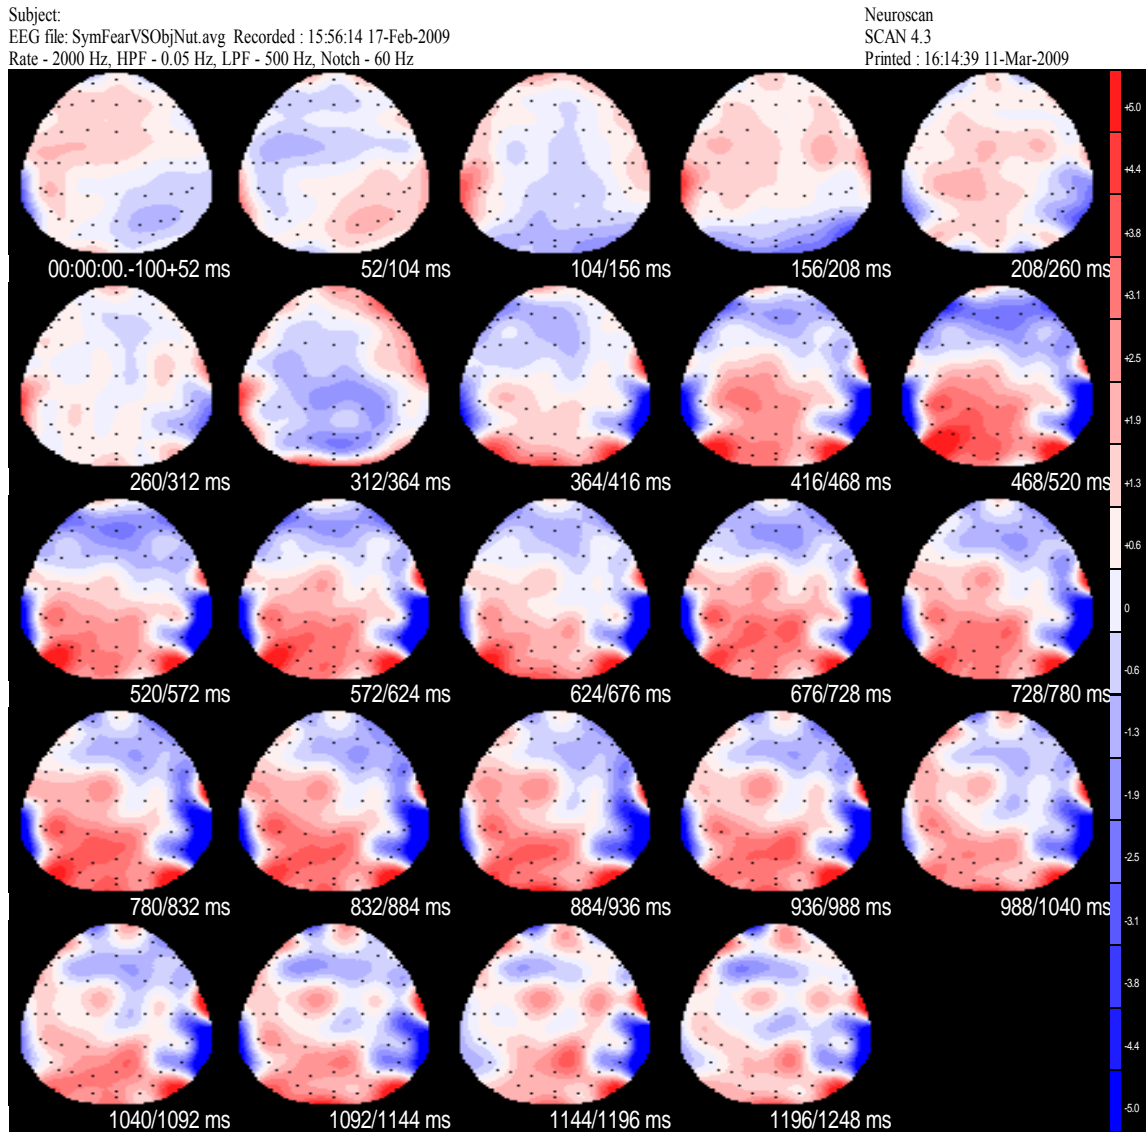 Subject:
EEG file: SymFearVSObjNut.avg Recorded : 15:56:14 17-Feb-2009
Rate - 2000 Hz, HPF - 0.05 Hz, LPF - 500 Hz, Notch - 60 Hz
Neuroscan
SCAN 4.3
Printed : 16:14:39 11-Mar-2009
00:00:00.-100+52 ms
52/104 ms
104/156 ms
156/208 ms
208/260 ms
260/312 ms
312/364 ms
364/416 ms
416/468 ms
468/520 ms
520/572 ms
572/624 ms
624/676 ms
676/728 ms
728/780 ms
780/832 ms
832/884 ms
884/936 ms
936/988 ms
988/1040 ms
1040/1092 ms
1092/1144 ms
1144/1196 ms
1196/1248 ms
+5.0
+4.4
+3.8
+3.1
+2.5
+1.9
+1.3
+0.6
0
-0.6
-1.3
-1.9
-2.5
-3.1
-3.8
-4.4
-5.0